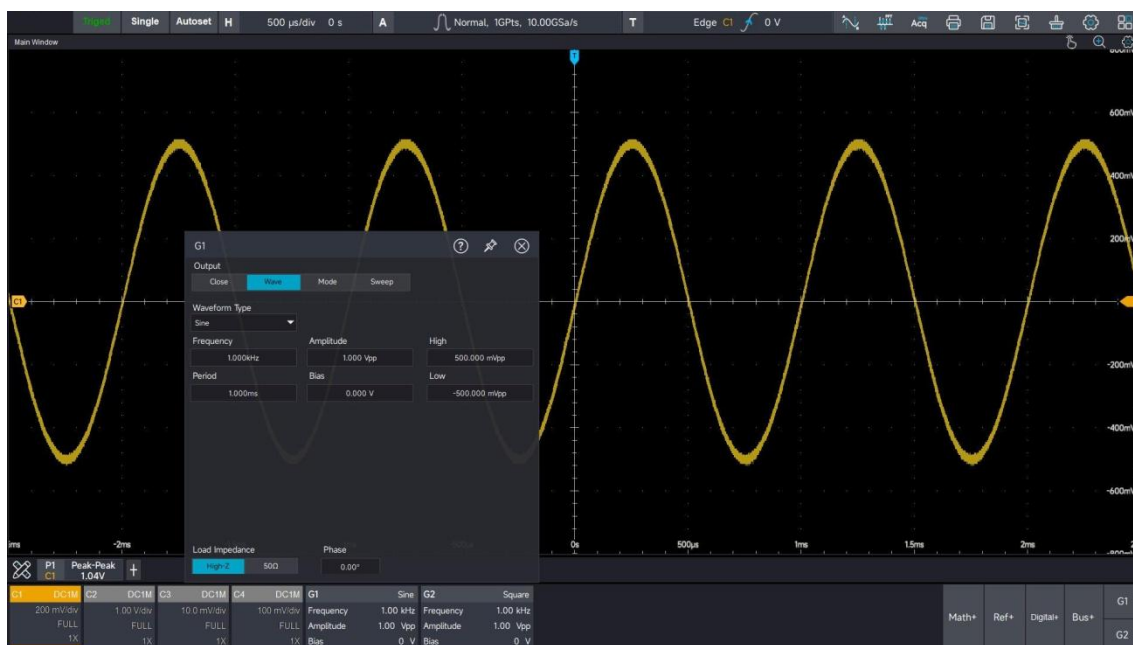 Triged Single Autoset H 500 μs/div 0 s A Normal, 1GPts, 10.00GSa/s T Edge C1 0 V Acq
Main Window
T
600mV
400mV
200mV
C1
-200mV
-400mV
-600mV
G1
Output
Close Wave Mode Sweep
Waveform Type
Sine
Frequency Amplitude High
1.000kHz 1.000 Vpp 500.000 mVpp
Period Bias Low
1.000ms 0.000 V -500.000 mVpp
Load Impedance Phase
High-Z 50Ω 0.00°
-2ms 0s 500μs 1ms 1.5ms 2ms
P1 Peak-Peak
C1 1.04V +
C1 DC1M C2 DC1M C3 DC1M C4 DC1M G1 Sine G2 Square
200 mV/div 1.00 V/div 10.0 mV/div 100 mV/div Frequency 1.00 kHz Frequency 1.00 kHz
FULL FULL FULL FULL Amplitude 1.00 Vpp Amplitude 1.00 Vpp
1X 1X 1X 1X Bias 0 V Bias 0 V
Math+ Ref+ Digital+ Bus+ G1
G2